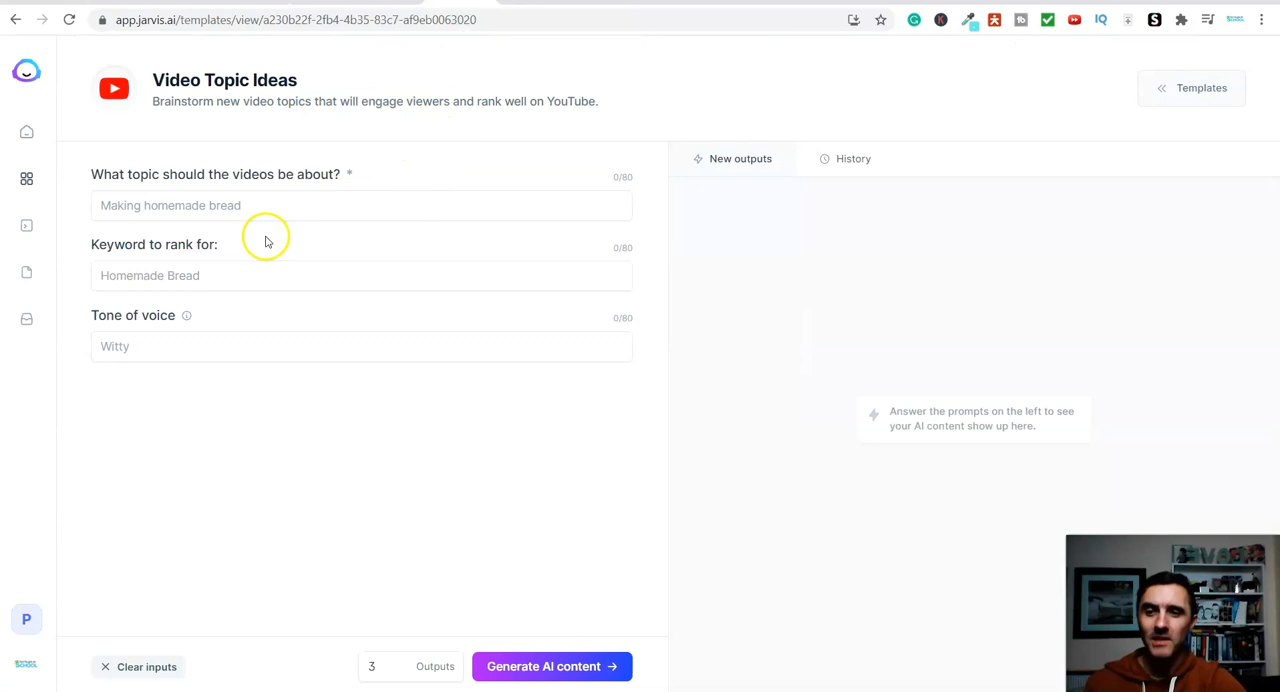 app.jarvis.ai/templates/view/a230b22f-2fb4-4b35-83c7-af9eb0063020
Video Topic Ideas
Brainstorm new video topics that will engage viewers and rank well on YouTube.
Templates
What topic should the videos be about? *
0/80
Making homemade bread
Keyword to rank for:
0/80
Homemade Bread
Tone of voice
0/80
Witty
Clear inputs
3 Outputs
Generate AI content
New outputs
History
Answer the prompts on the left to see
your AI content show up here.
P
SCHOOL